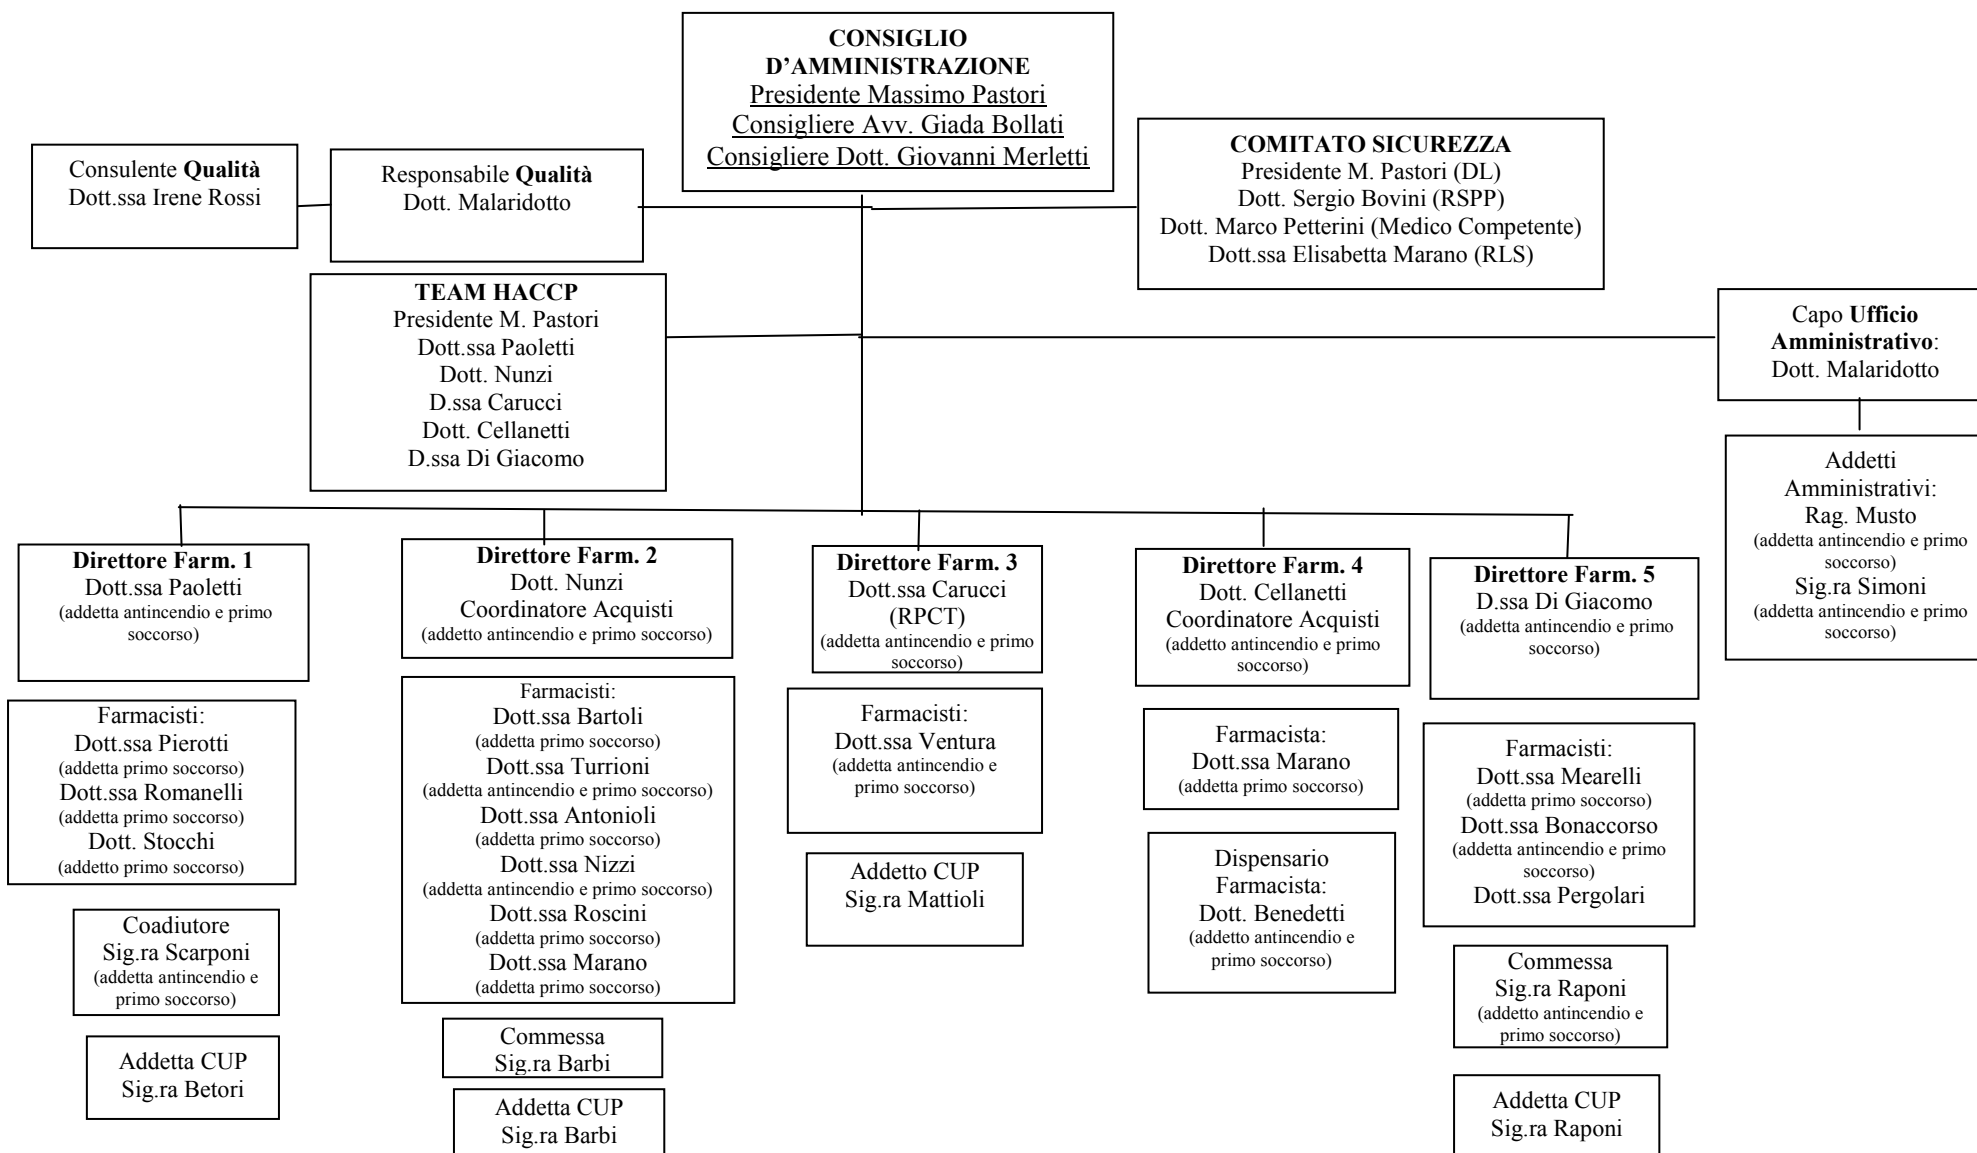 CONSIGLIO
D'AMMINISTRAZIONE
Presidente Massimo Pastori
Consigliere Avv. Giada Bollati
Consigliere Dott. Giovanni Merletti
Consulente Qualità
Dott.ssa Irene Rossi
Responsabile Qualità
Dott. Malaridotto
COMITATO SICUREZZA
Presidente M. Pastori (DL)
Dott. Sergio Bovini (RSPP)
Dott. Marco Petterini (Medico Competente)
Dott.ssa Elisabetta Marano (RLS)
TEAM HACCP
Presidente M. Pastori
Dott.ssa Paoletti
Dott. Nunzi
D.ssa Carucci
Dott. Cellanetti
D.ssa Di Giacomo
Capo Ufficio
Amministrativo:
Dott. Malaridotto
Addetti
Amministrativi:
Rag. Musto
(addetta antincendio e primo
soccorso)
Sig.ra Simoni
(addetta antincendio e primo
soccorso)
Direttore Farm. 1
Dott.ssa Paoletti
(addetta antincendio e primo
soccorso)
Farmacisti:
Dott.ssa Pierotti
(addetta primo soccorso)
Dott.ssa Romanelli
(addetta primo soccorso)
Dott. Stocchi
(addetto primo soccorso)
Coadiutore
Sig.ra Scarponi
(addetta antincendio e
primo soccorso)
Addetta CUP
Sig.ra Betori
Direttore Farm. 2
Dott. Nunzi
Coordinatore Acquisti
(addetto antincendio e primo soccorso)
Farmacisti:
Dott.ssa Bartoli
(addetta primo soccorso)
Dott.ssa Turrioni
(addetta antincendio e primo soccorso)
Dott.ssa Antonioli
(addetta primo soccorso)
Dott.ssa Nizzi
(addetta antincendio e primo soccorso)
Dott.ssa Roscini
(addetta primo soccorso)
Dott.ssa Marano
(addetta primo soccorso)
Commessa
Sig.ra Barbi
Addetta CUP
Sig.ra Barbi
Direttore Farm. 3
Dott.ssa Carucci
(RPCT)
(addetta antincendio e primo
soccorso)
Farmacisti:
Dott.ssa Ventura
(addetta antincendio e
primo soccorso)
Addetto CUP
Sig.ra Mattioli
Direttore Farm. 4
Dott. Cellanetti
Coordinatore Acquisti
(addetto antincendio e primo
soccorso)
Farmacista:
Dott.ssa Marano
(addetta primo soccorso)
Dispensario
Farmacista:
Dott. Benedetti
(addetto antincendio e
primo soccorso)
Direttore Farm. 5
D.ssa Di Giacomo
(addetta antincendio e primo
soccorso)
Farmacisti:
Dott.ssa Mearelli
(addetta primo soccorso)
Dott.ssa Bonaccorso
(addetta antincendio e primo
soccorso)
Dott.ssa Pergolari
Commessa
Sig.ra Raponi
(addetto antincendio e
primo soccorso)
Addetta CUP
Sig.ra Raponi